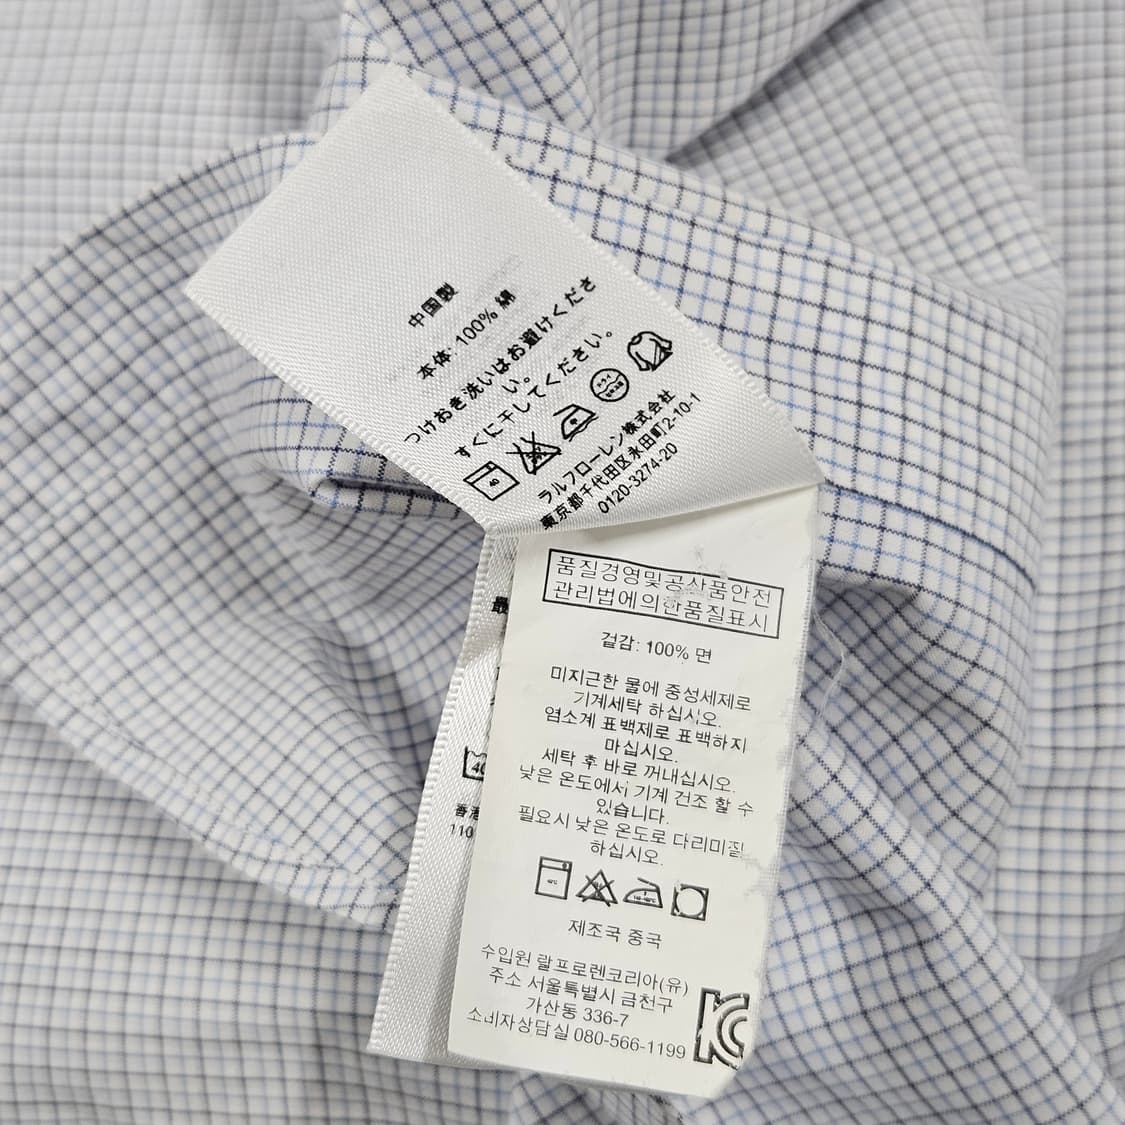 中国製
本体: 100% 綿
つけおき洗いはお避けくださ
い。
すぐに干してください。
40
ラルフローレン株式会社
東京都千代田区永田町2-10-1
0120-3274-20
품질경영및공산품안전
관리법에의한품질표시
겉감: 100% 면
미지근한 물에 중성세제로
기계세탁 하십시오.
염소계 표백제로 표백하지
마십시오.
세탁 후 바로 꺼내십시오.
낮은 온도에서 기계 건조 할 수
있습니다.
필요시 낮은 온도로 다리미질
하십시오.
제조국 중국
수입원 랄프로렌코리아(유)
주소 서울특별시 금천구
가산동 336-7
소비자상담실 080-566-1199
KC
最
40
香港
110